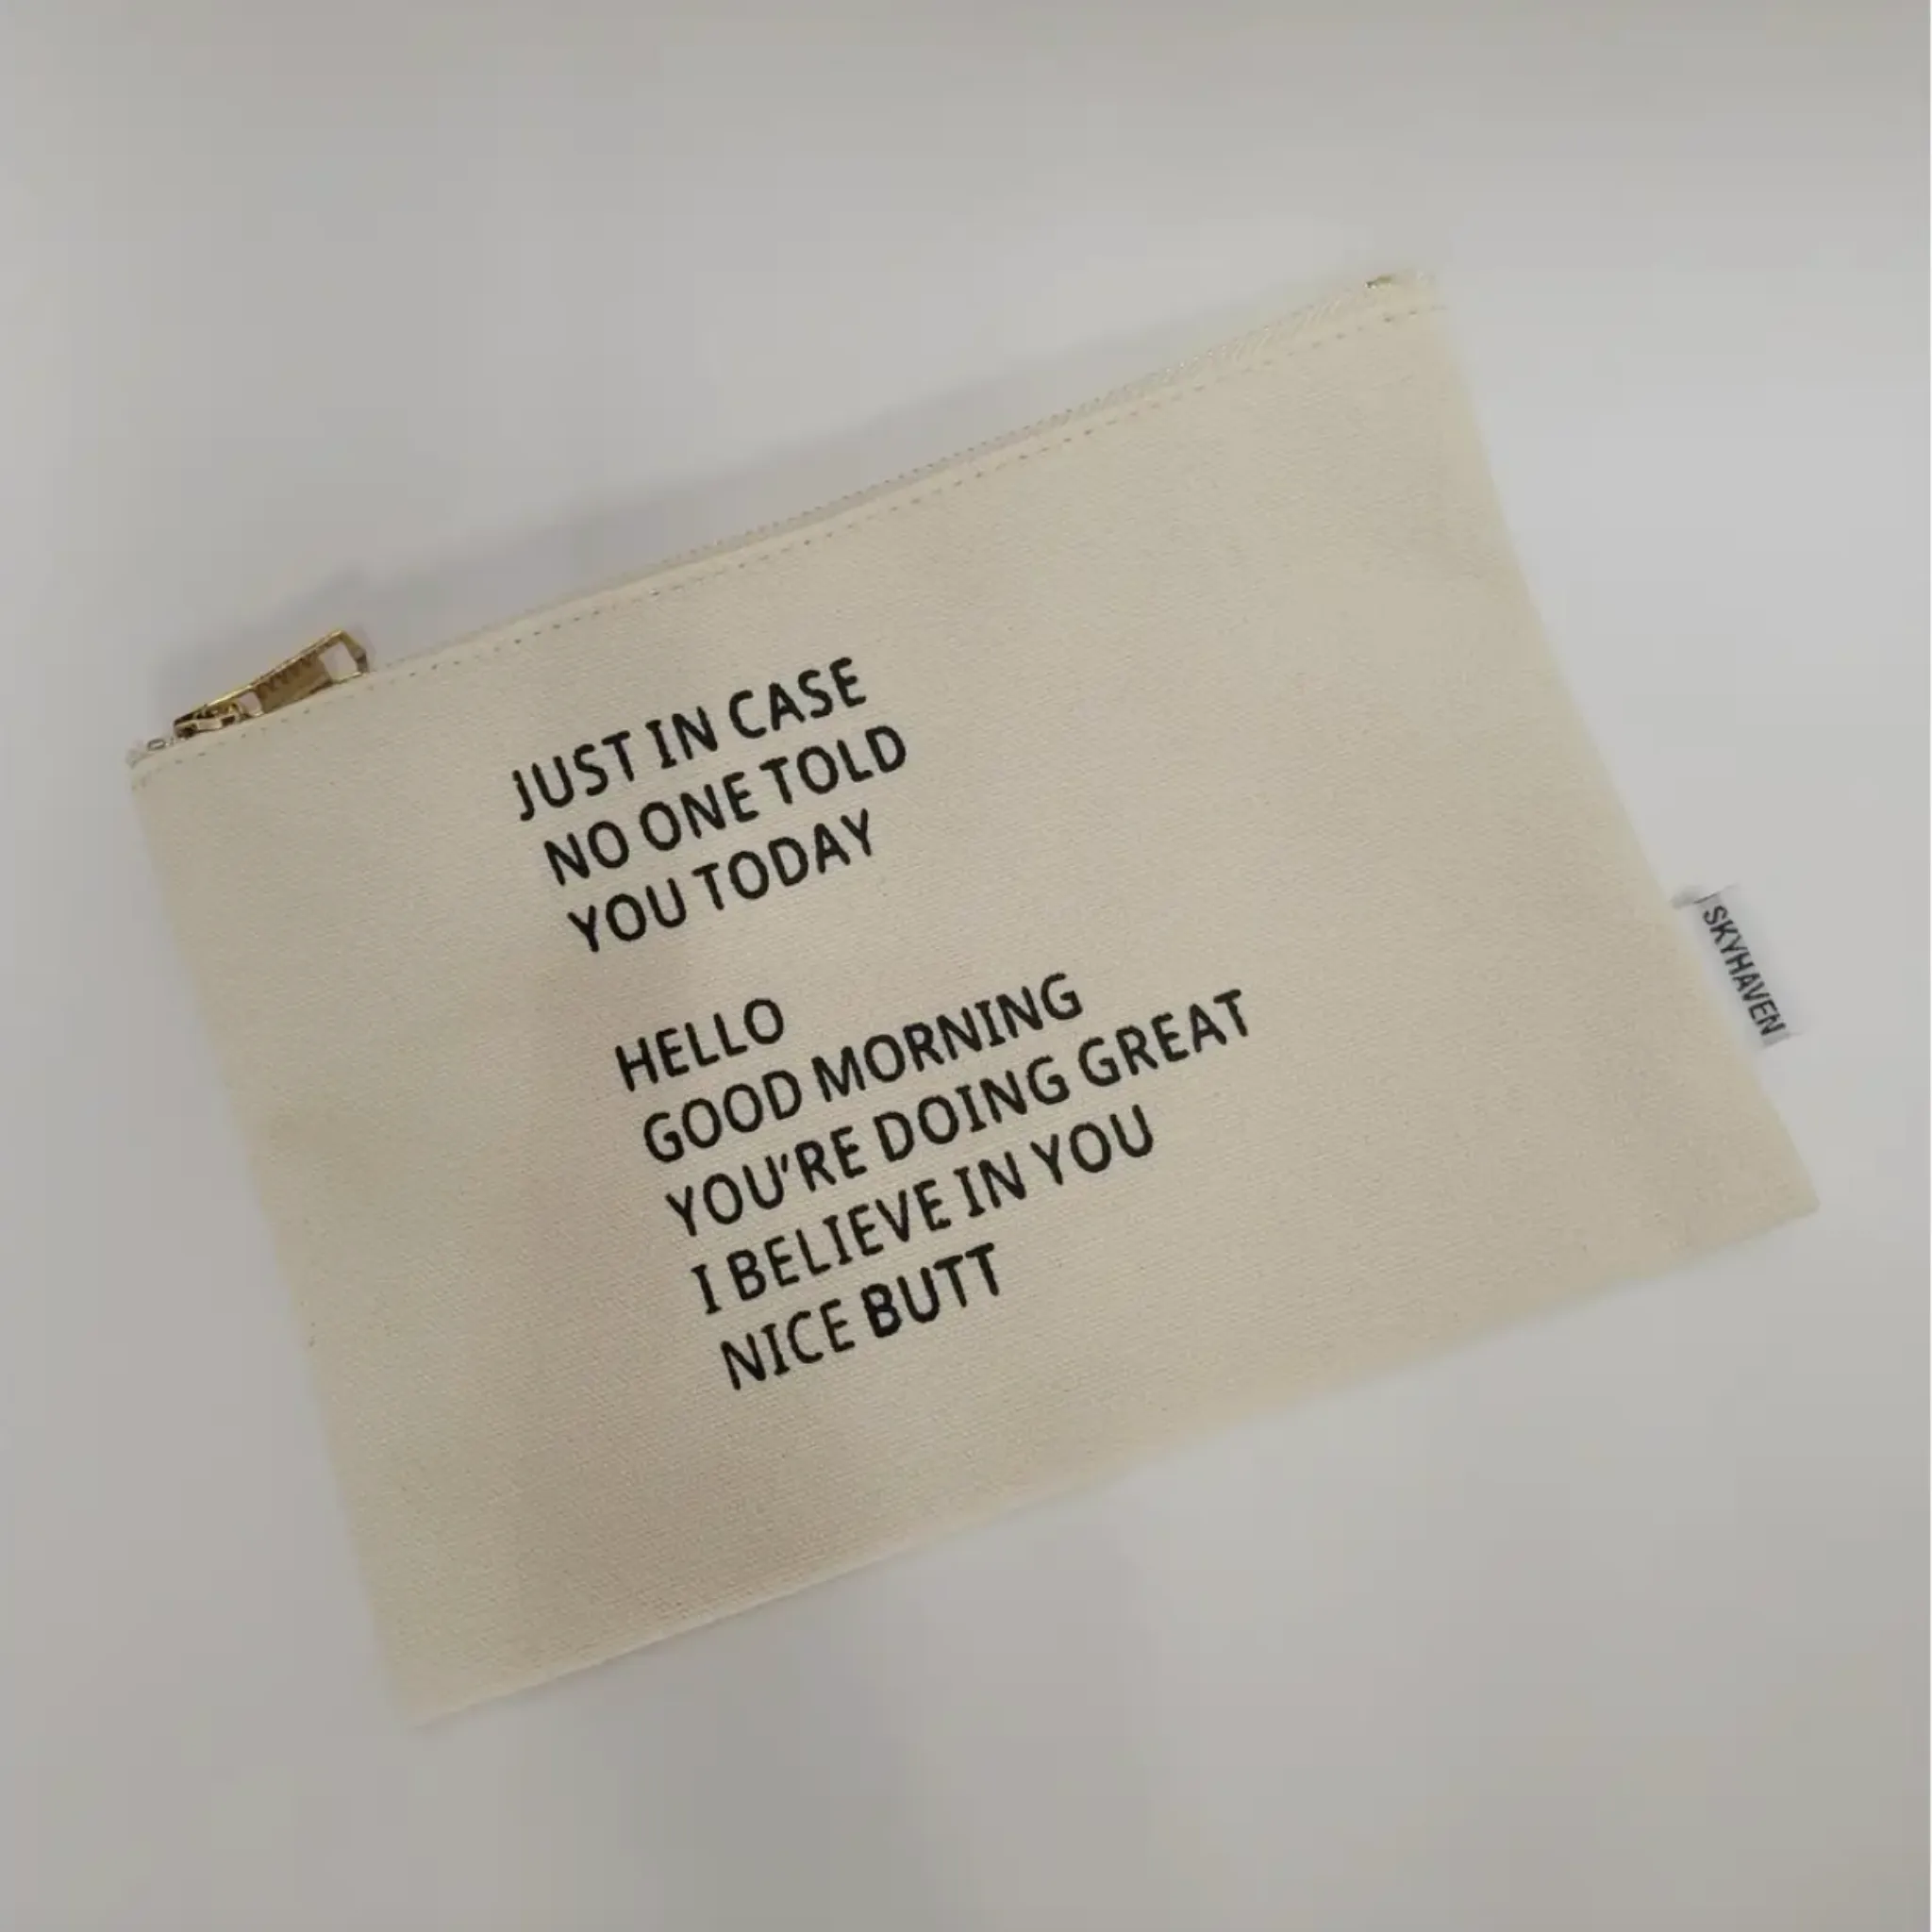 JUST IN CASE
NO ONE TOLD
YOU TODAY
HELLO
GOOD MORNING
YOU'RE DOING GREAT
I BELIEVE IN YOU
NICE BUTT
SKYHAVEN